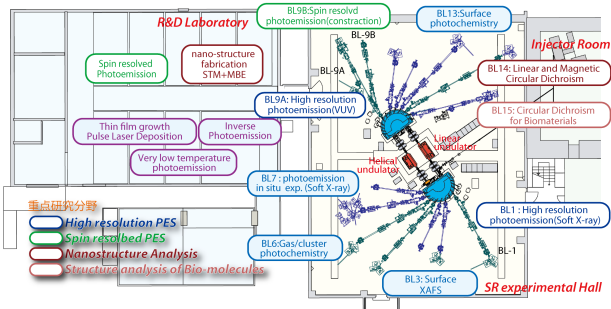 R&D Laboratory
BL9B:Spin resolvd
photoemission(constraction)
BL13:Surface
photochemistry
Injector Room
BL-9B
BL-9A
Spin resolved
Photoemission
nano-structure
fabrication
STM+MBE
BL14: Linear and Magnetic
Circular Dichroism
BL9A: High resolution
photoemission(VUV)
BL15: Circular Dichroism
for Biomaterials
Thin film growth
Pulse Laser Deposition
Inverse
Photoemission
Linear
undulator
Very low temperature
photoemission
Helical
undulator
BL7 : photoemission
in situ exp. (Soft X-ray)
重点研究分野
High resolution PES
Spin resolbed PES
Nanostructure Analysis
Structure analysis of Bio-molecules
BL1 : High resolution
photoemission(Soft X-ray)
BL6:Gas/cluster
photochemistry
BL-1
BL3: Surface
XAFS
SR experimental Hall